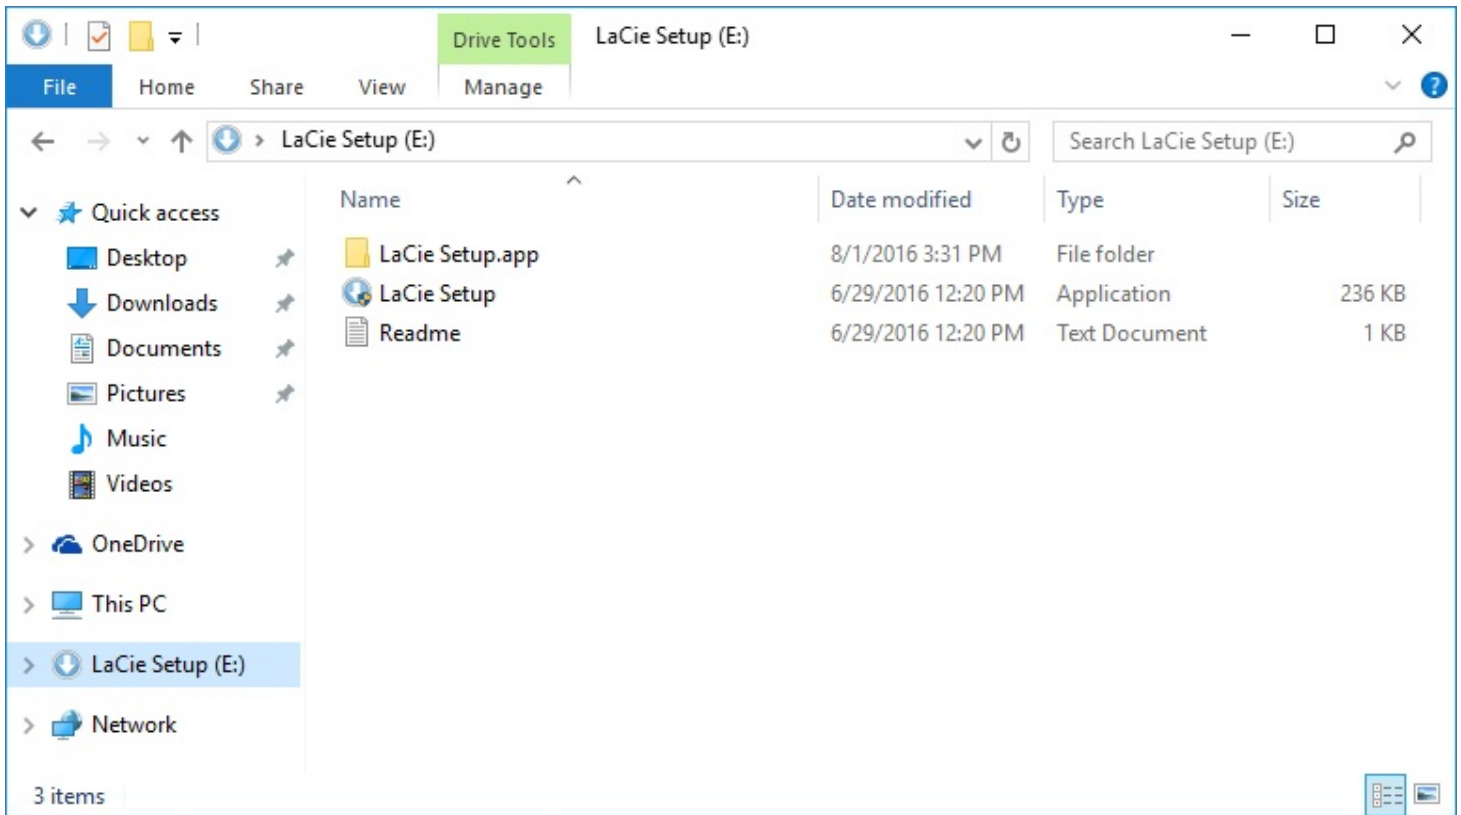 Drive Tools LaCie Setup (E:)
File Home Share View Manage
LaCie Setup (E:) Search LaCie Setup (E:)
Name Date modified Type Size
Quick access
Desktop
Downloads
Documents
Pictures
Music
Videos
OneDrive
This PC
LaCie Setup (E:)
Network
LaCie Setup.app 8/1/2016 3:31 PM File folder
LaCie Setup 6/29/2016 12:20 PM Application 236 KB
Readme 6/29/2016 12:20 PM Text Document 1 KB
3 items